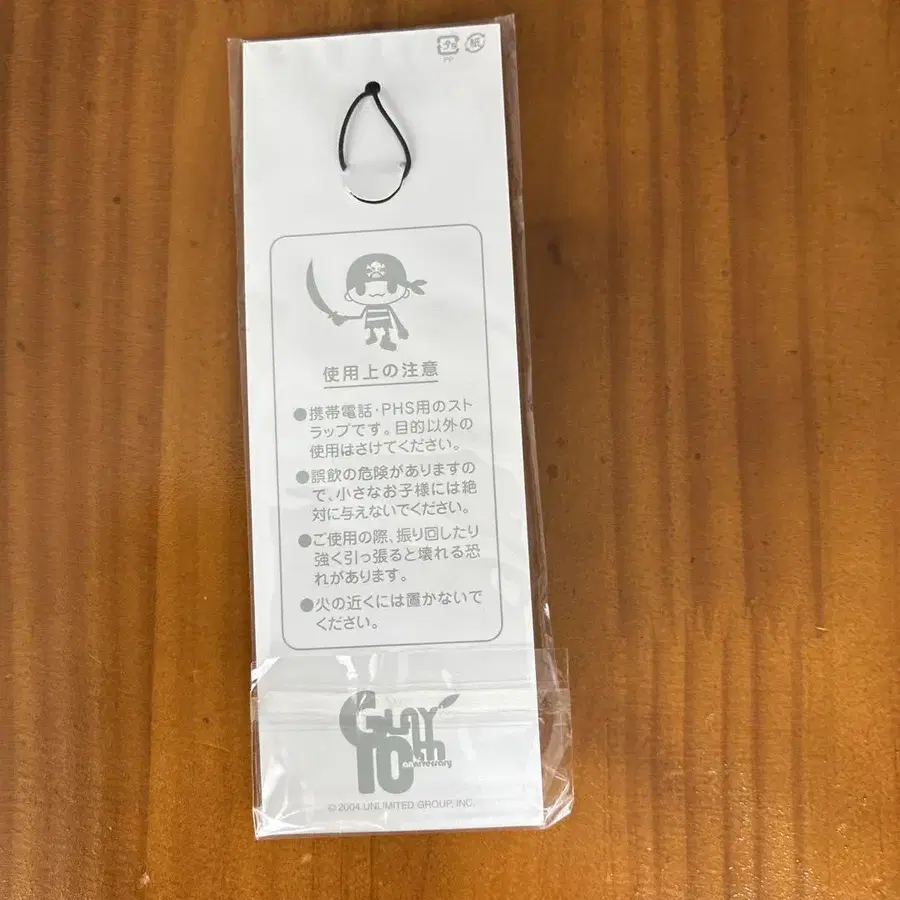 PP
紙
使用上の注意
●携帯電話・PHS用のスト
ラップです。目的以外の
使用はさけてください。
●誤飲の危険がありますの
で、小さなお子様には絶
対に与えないでください。
●ご使用の際、振り回したり
強く引っ張ると壊れる恐
れがあります。
●火の近くには置かないで
ください。
GLAY
10th
anniversary
© 2004 UNLIMITED GROUP, INC.